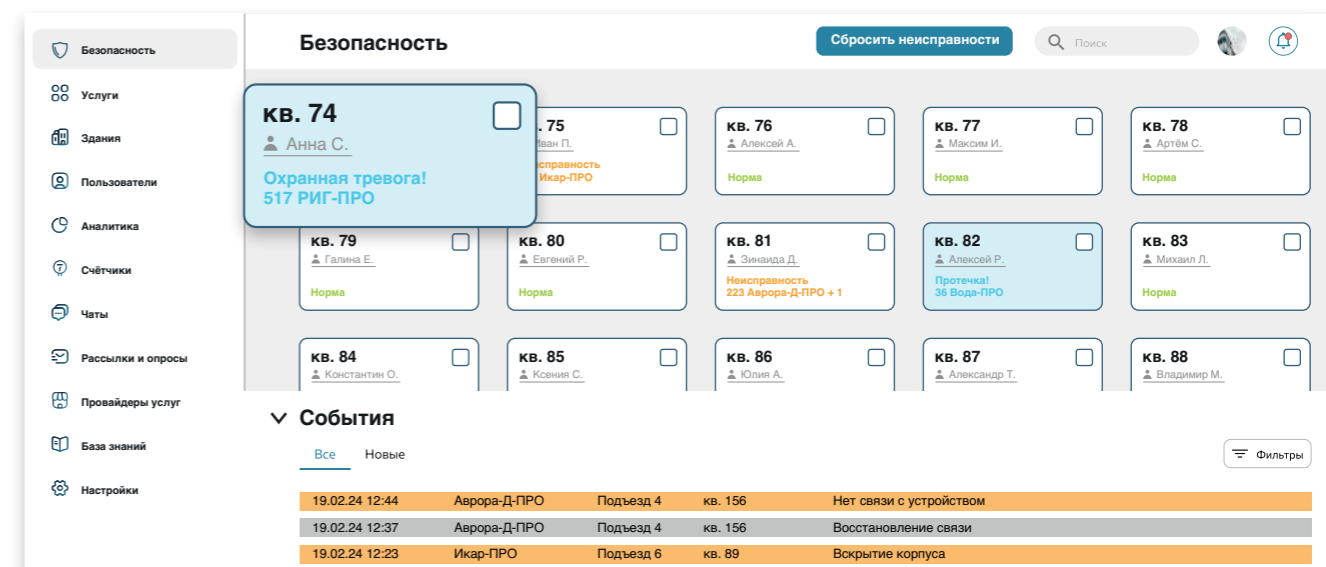 Безопасность
Услуги
Здания
Пользователи
Аналитика
Счётчики
Чаты
Рассылки и опросы
Провайдеры услуг
База знаний
Настройки
Безопасность
Сбросить неисправности
Поиск
кв. 74
Анна С.
Охранная тревога!
517 РИГ-ПРО
. 75
Иван П.
Икар-ПРО
кв. 76
Алексей А.
Норма
кв. 77
Максим И.
Норма
кв. 78
Артём С.
Норма
кв. 79
Галина Е.
Норма
кв. 80
Евгений Р.
Норма
кв. 81
Зинаида Д.
Неисправность
223 Аврора-Д-ПРО + 1
кв. 82
Алексей Р.
Протечка!
36 Вода-ПРО
кв. 83
Михаил Л.
Норма
кв. 84
Константин О.
кв. 85
Ксения С.
кв. 86
Юлия А.
кв. 87
Александр Т.
кв. 88
Владимир М.
События
Все Новые
Фильтры
19.02.24 12:44 Аврора-Д-ПРО Подъезд 4 кв. 156 Нет связи с устройством
19.02.24 12:37 Аврора-Д-ПРО Подъезд 4 кв. 156 Восстановление связи
19.02.24 12:23 Икар-ПРО Подъезд 6 кв. 89 Вскрытие корпуса